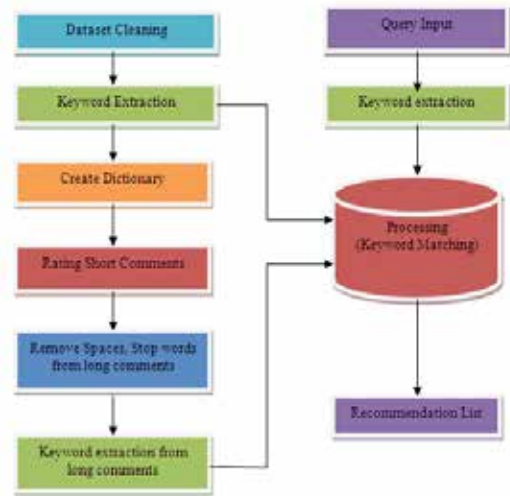 Dataset Cleaning
Keyword Extraction
Create Dictionary
Rating Short Comments
Remove Spaces, Stop words
from long comments
Keyword extraction from
long comments
Query Input
Keyword extraction
Processing
(Keyword Matching)
Recommendation List